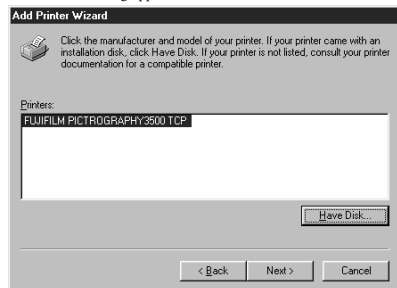 Add Printer Wizard
Click the manufacturer and model of your printer. If your printer came with an
installation disk, click Have Disk. If your printer is not listed, consult your printer
documentation for a compatible printer.
Printers:
FUJIFILM PICTROGRAPHY3500 TCP
Have Disk...
< Back
Next >
Cancel